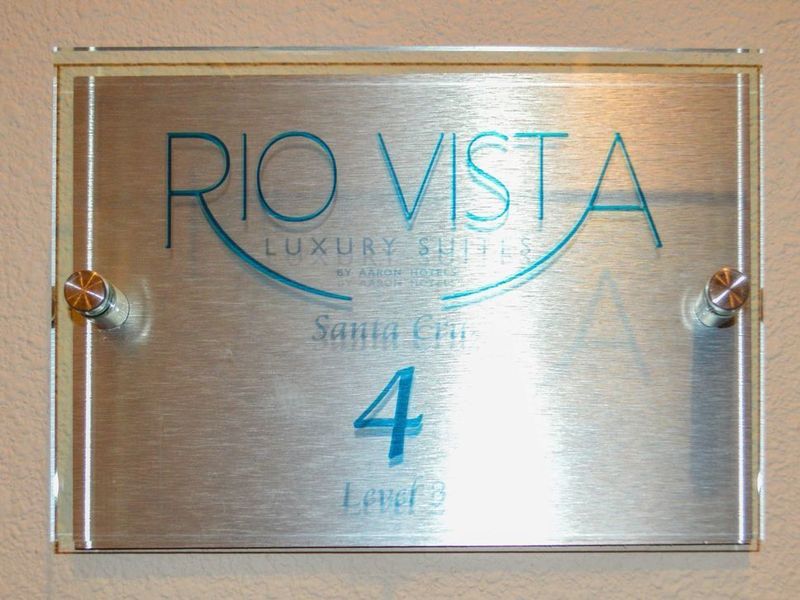 RIO VISTA
LUXURY SUITES
BY AARON HOTELS
Santa Cruz
4
Level 3